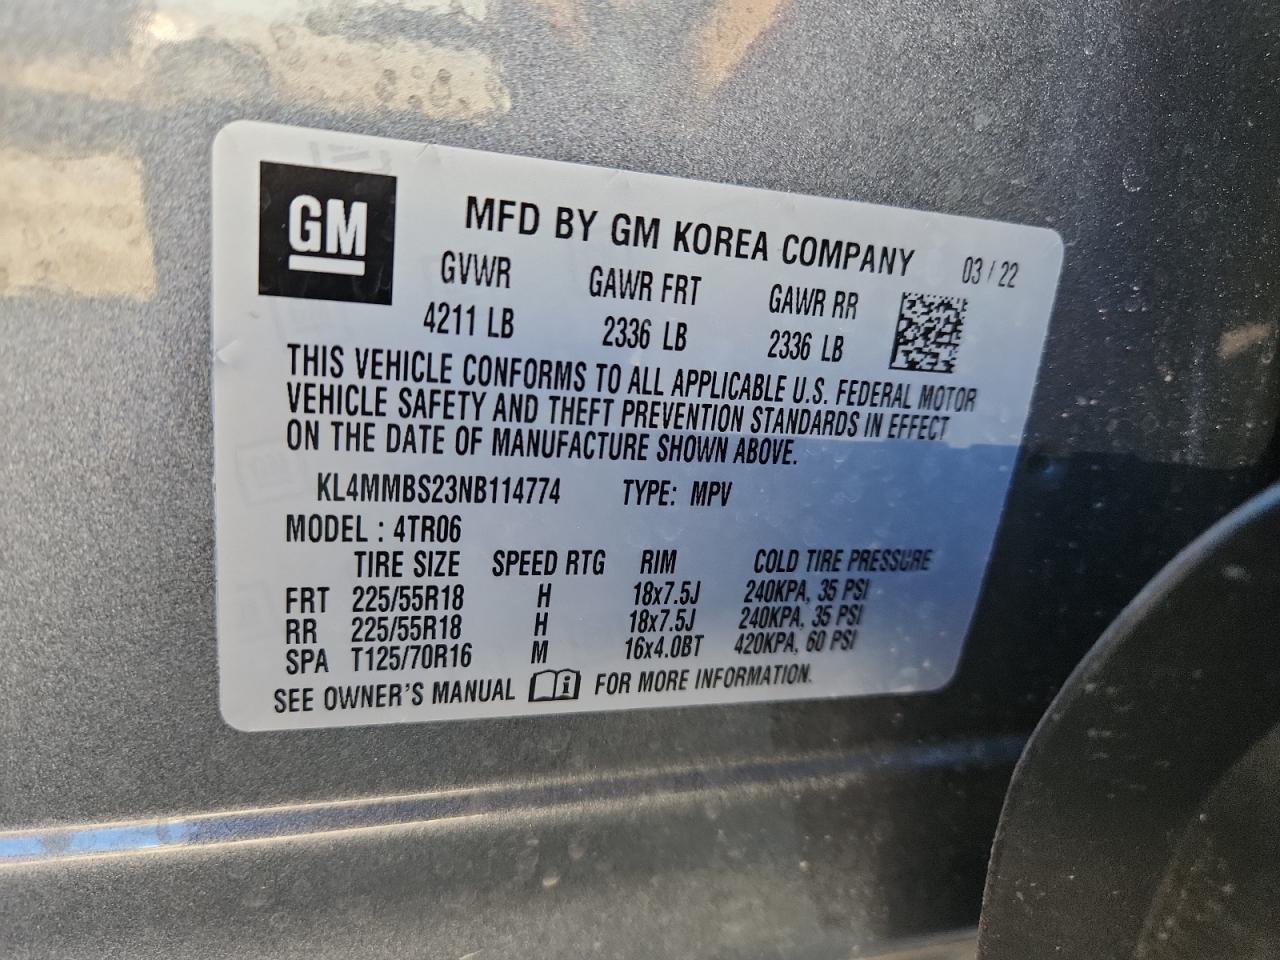 GM
MFD BY GM KOREA COMPANY 03 / 22
GVWR GAWR FRT GAWR RR
4211 LB 2336 LB 2336 LB
THIS VEHICLE CONFORMS TO ALL APPLICABLE U.S. FEDERAL MOTOR
VEHICLE SAFETY AND THEFT PREVENTION STANDARDS IN EFFECT
ON THE DATE OF MANUFACTURE SHOWN ABOVE.
KL4MMBS23NB114774 TYPE: MPV
MODEL : 4TR06
TIRE SIZE SPEED RTG RIM COLD TIRE PRESSURE
FRT 225/55R18 H 18x7.5J 240KPA, 35 PSI
RR 225/55R18 H 18x7.5J 240KPA, 35 PSI
SPA T125/70R16 M 16x4.0BT 420KPA, 60 PSI
SEE OWNER'S MANUAL i FOR MORE INFORMATION.